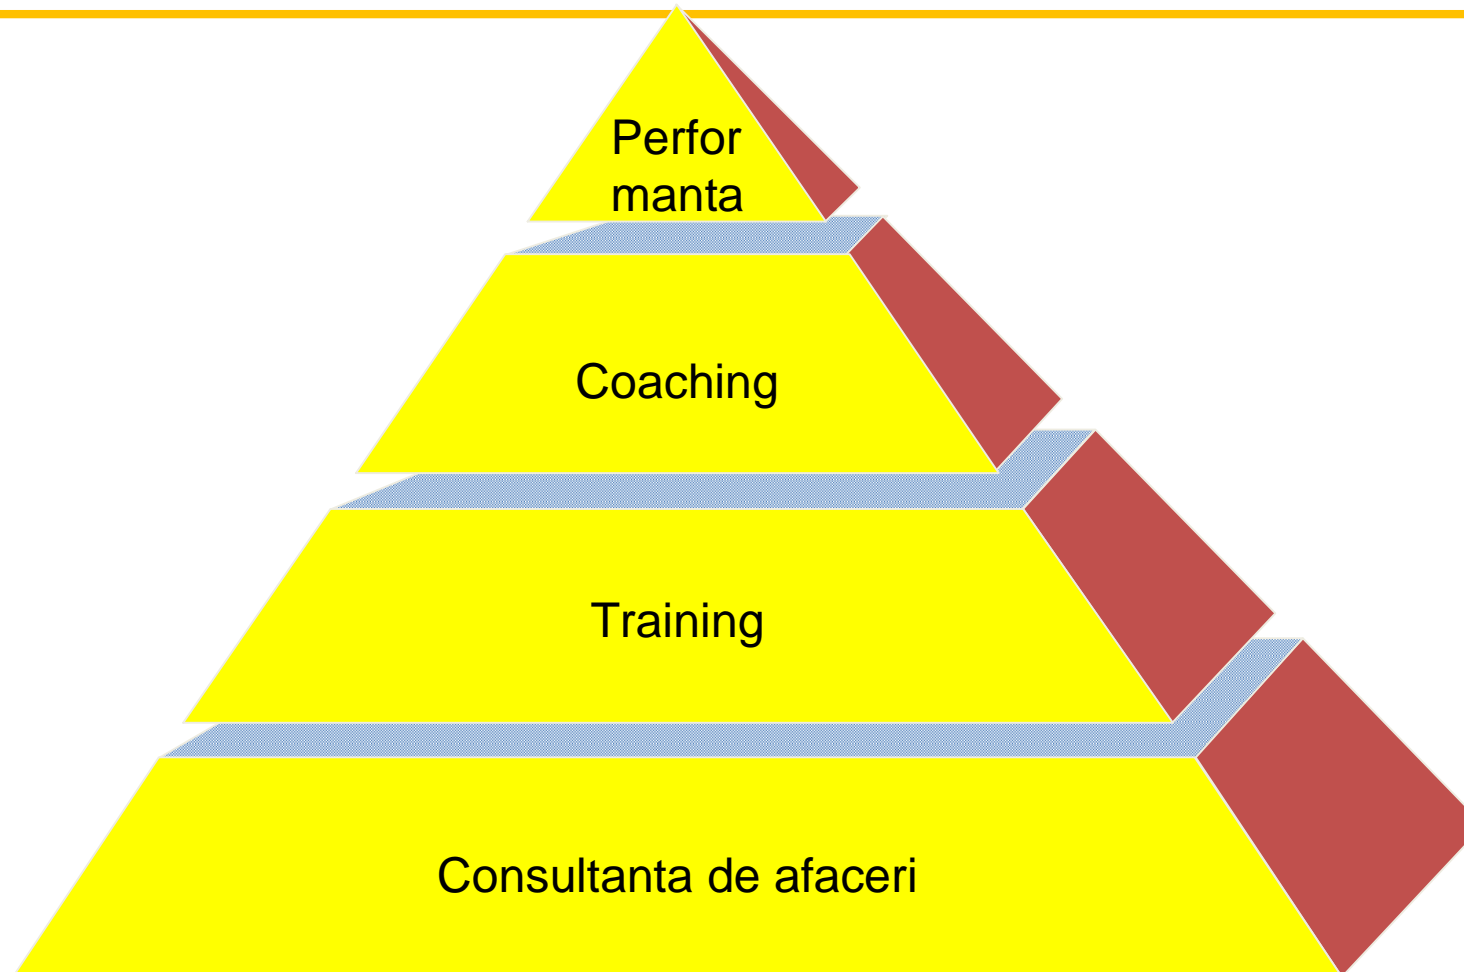 Perfor
manta
Coaching
Training
Consultanta de afaceri